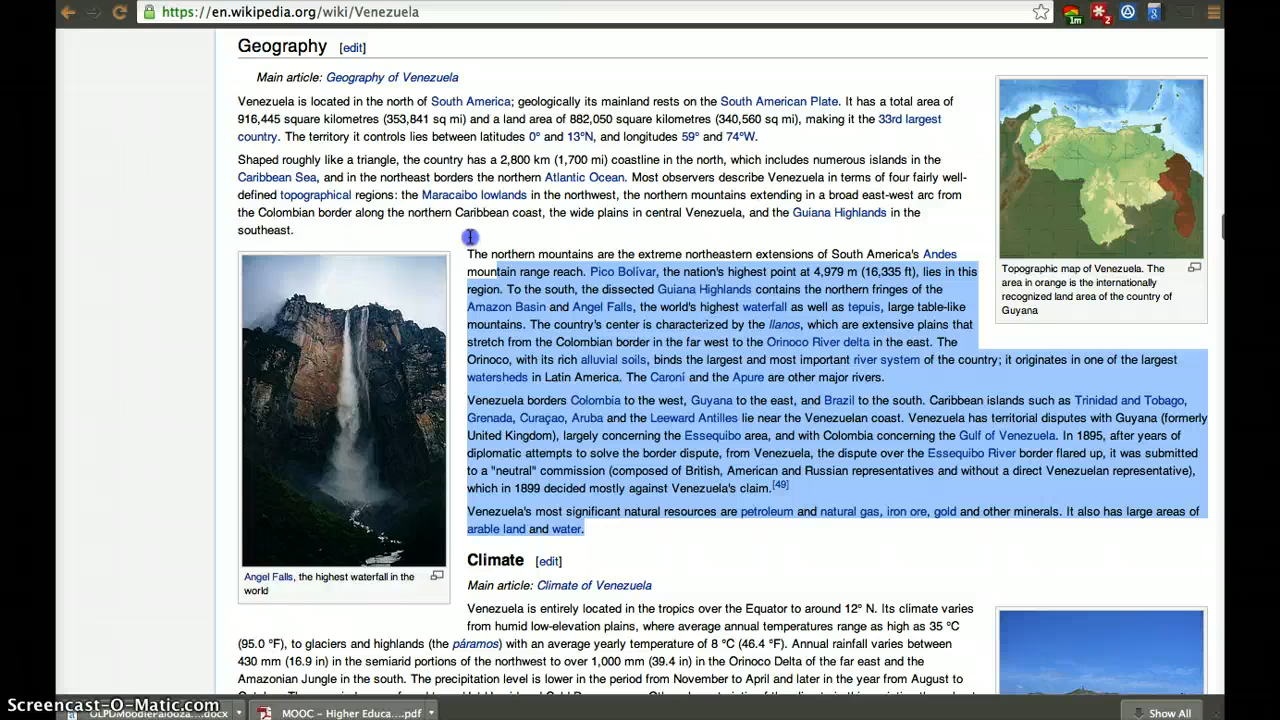 https://en.wikipedia.org/wiki/Venezuela
1m
2
Geography [edit]
Main article: Geography of Venezuela
Venezuela is located in the north of South America; geologically its mainland rests on the South American Plate. It has a total area of
916,445 square kilometres (353,841 sq mi) and a land area of 882,050 square kilometres (340,560 sq mi), making it the 33rd largest
country. The territory it controls lies between latitudes 0° and 13°N, and longitudes 59° and 74°W.
Shaped roughly like a triangle, the country has a 2,800 km (1,700 mi) coastline in the north, which includes numerous islands in the
Caribbean Sea, and in the northeast borders the northern Atlantic Ocean. Most observers describe Venezuela in terms of four fairly well-
defined topographical regions: the Maracaibo lowlands in the northwest, the northern mountains extending in a broad east-west arc from
the Colombian border along the northern Caribbean coast, the wide plains in central Venezuela, and the Guiana Highlands in the
southeast.
Topographic map of Venezuela. The
area in orange is the internationally
recognized land area of the country of
Guyana
The northern mountains are the extreme northeastern extensions of South America's Andes
mountain range reach. Pico Bolívar, the nation's highest point at 4,979 m (16,335 ft), lies in this
region. To the south, the dissected Guiana Highlands contains the northern fringes of the
Amazon Basin and Angel Falls, the world's highest waterfall as well as tepuis, large table-like
mountains. The country's center is characterized by the llanos, which are extensive plains that
stretch from the Colombian border in the far west to the Orinoco River delta in the east. The
Orinoco, with its rich alluvial soils, binds the largest and most important river system of the country; it originates in one of the largest
watersheds in Latin America. The Caroní and the Apure are other major rivers.
Venezuela borders Colombia to the west, Guyana to the east, and Brazil to the south. Caribbean islands such as Trinidad and Tobago,
Grenada, Curaçao, Aruba and the Leeward Antilles lie near the Venezuelan coast. Venezuela has territorial disputes with Guyana (formerly
United Kingdom), largely concerning the Essequibo area, and with Colombia concerning the Gulf of Venezuela. In 1895, after years of
diplomatic attempts to solve the border dispute, from Venezuela, the dispute over the Essequibo River border flared up, it was submitted
to a "neutral" commission (composed of British, American and Russian representatives and without a direct Venezuelan representative),
which in 1899 decided mostly against Venezuela's claim.[49]
Venezuela's most significant natural resources are petroleum and natural gas, iron ore, gold and other minerals. It also has large areas of
arable land and water.
Angel Falls, the highest waterfall in the
world
Climate [edit]
Main article: Climate of Venezuela
Venezuela is entirely located in the tropics over the Equator to around 12° N. Its climate varies
from humid low-elevation plains, where average annual temperatures range as high as 35 °C
(95.0 °F), to glaciers and highlands (the páramos) with an average yearly temperature of 8 °C (46.4 °F). Annual rainfall varies between
430 mm (16.9 in) in the semiarid portions of the northwest to over 1,000 mm (39.4 in) in the Orinoco Delta of the far east and the
Amazonian Jungle in the south. The precipitation level is lower in the period from November to April and later in the year from August to
Screencast-O-Matic.com
MOOC – Higher Educa....pdf
Show All